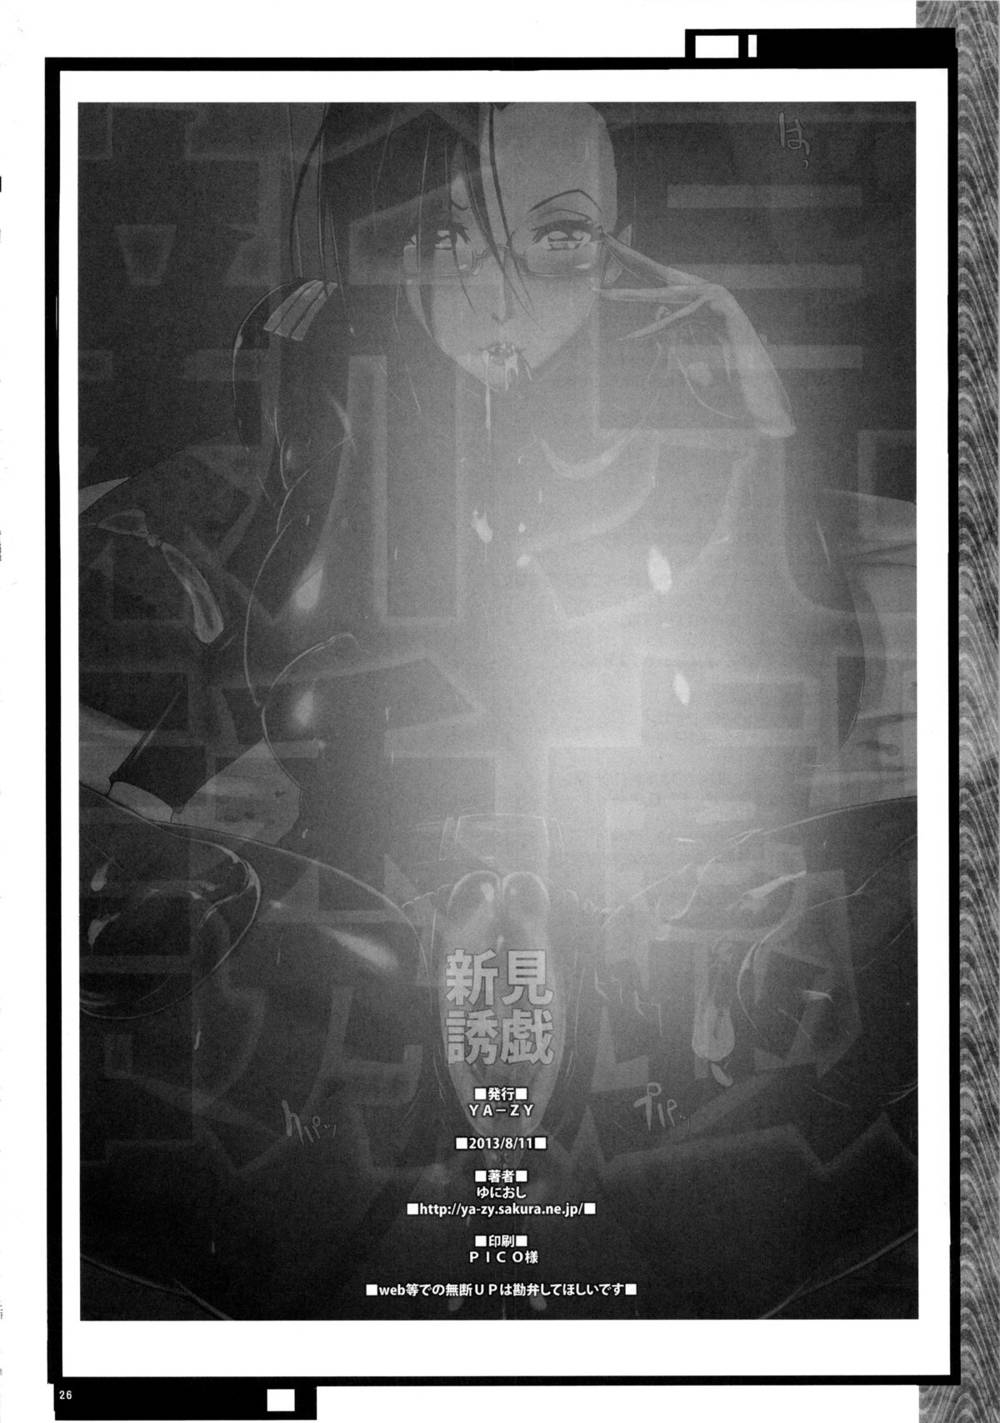 はっ
新見
誘戯
■発行■
ＹＡ－ＺＹ
■2013/8/11■
■著者■
ゆにおし
■http://ya-zy.sakura.ne.jp/■
■印刷■
ＰＩＣＯ様
■web等での無断ＵＰは勘弁してほしいです■
26